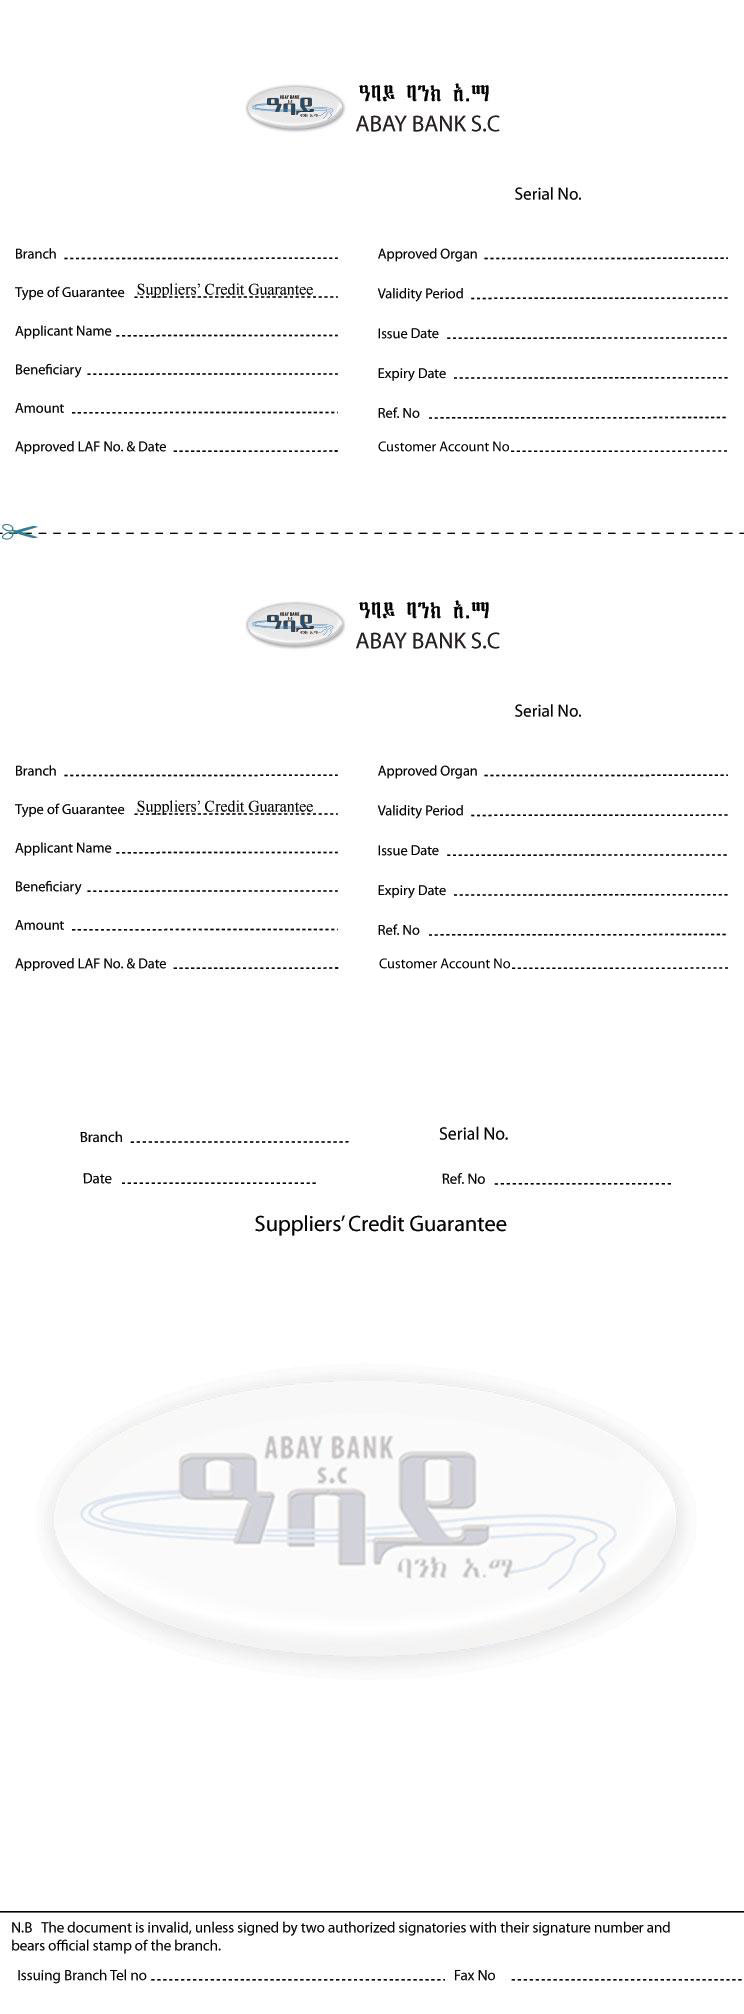 ABAY BANK
ዓባይ
ባንክ አ.ማ
ዓባይ ባንክ አ.ማ
ABAY BANK S.C
Serial No.
Branch
Approved Organ
Type of Guarantee Suppliers’ Credit Guarantee
Validity Period
Applicant Name
Issue Date
Beneficiary
Expiry Date
Amount
Ref. No
Approved LAF No. & Date
Customer Account No
ABAY BANK
ዓባይ
ባንክ አ.ማ
ዓባይ ባንክ አ.ማ
ABAY BANK S.C
Serial No.
Branch
Approved Organ
Type of Guarantee Suppliers’ Credit Guarantee
Validity Period
Applicant Name
Issue Date
Beneficiary
Expiry Date
Amount
Ref. No
Approved LAF No. & Date
Customer Account No
Branch
Serial No.
Date
Ref. No
Suppliers’ Credit Guarantee
ABAY BANK
S.C
ዓባይ
ባንክ አ.ማ
N.B The document is invalid, unless signed by two authorized signatories with their signature number and
bears official stamp of the branch.
Issuing Branch Tel no
Fax No